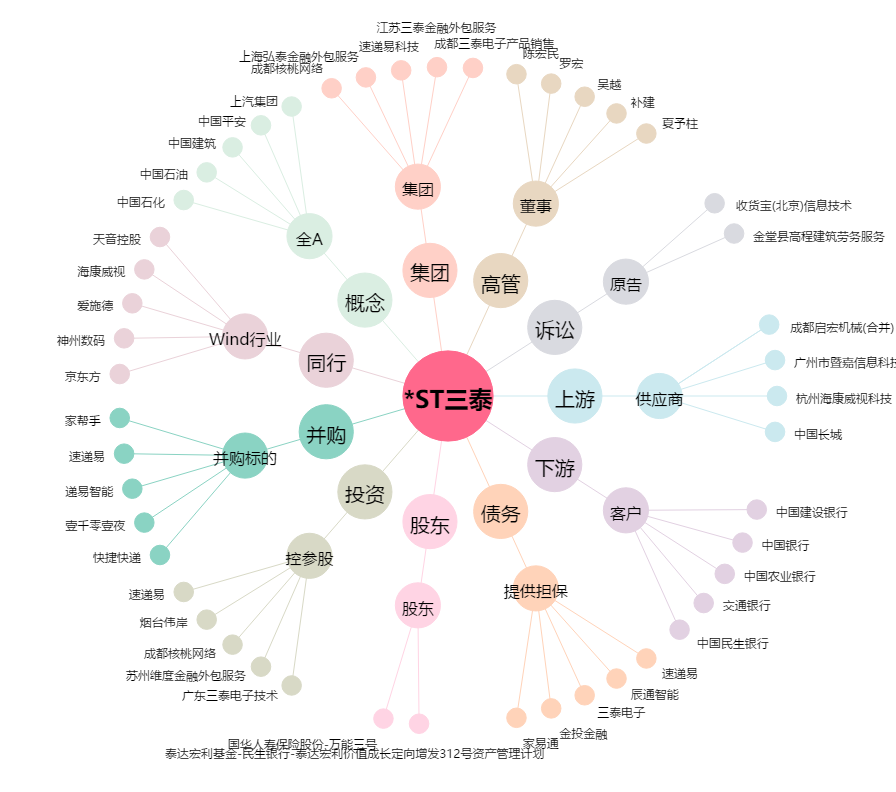 *ST三泰
集团
集团
上海弘泰金融外包服务
成都核桃网络
速递易科技
江苏三泰金融外包服务
成都三泰电子产品销售
高管
董事
陈宏民
罗宏
吴越
补建
夏予柱
诉讼
原告
收货宝(北京)信息技术
金堂县高程建筑劳务服务
上游
供应商
成都启宏机械(合并)
广州市暨嘉信息科技
杭州海康威视科技
中国长城
下游
客户
中国建设银行
中国银行
中国农业银行
交通银行
中国民生银行
债务
提供担保
速递易
辰通智能
三泰电子
金投金融
家易通
股东
股东
国华人寿保险股份-万能三号
泰达宏利基金-民生银行-泰达宏利价值成长定向增发312号资产管理计划
投资
控参股
速递易
烟台伟岸
成都核桃网络
苏州维度金融外包服务
广东三泰电子技术
并购
并购标的
家帮手
速递易
递易智能
壹千零壹夜
快捷快递
同行
Wind行业
天音控股
海康威视
爱施德
神州数码
京东方
概念
全A
上汽集团
中国平安
中国建筑
中国石油
中国石化